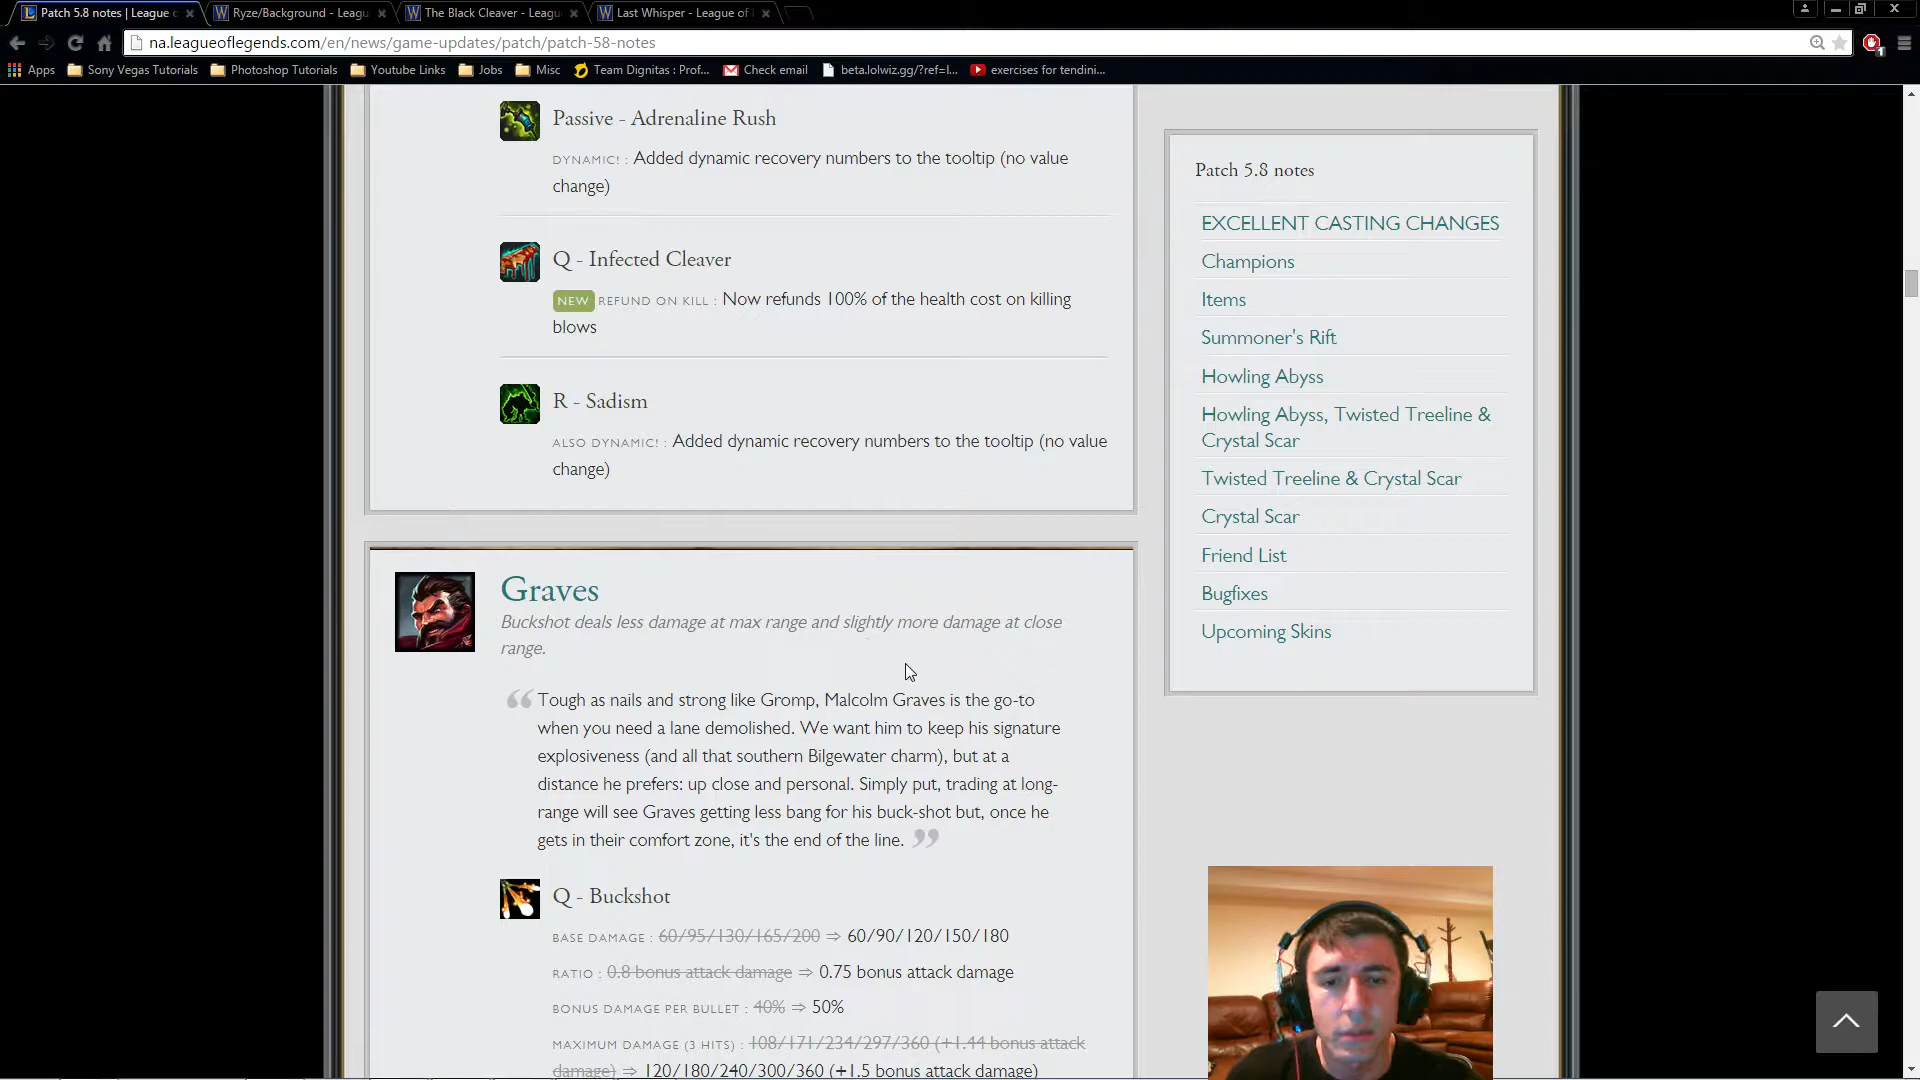 Patch 5.8 notes | League o
Ryze/Background - Leagu
The Black Cleaver - Leagu
Last Whisper - League of
na.leagueoflegends.com/en/news/game-updates/patch/patch-58-notes
Apps
Sony Vegas Tutorials
Photoshop Tutorials
Youtube Links
Jobs
Misc
Team Dignitas : Prof...
Check email
beta.lolwiz.gg/?ref=l...
exercises for tendini...
Passive - Adrenaline Rush
DYNAMIC! : Added dynamic recovery numbers to the tooltip (no value
change)
Q - Infected Cleaver
NEW REFUND ON KILL : Now refunds 100% of the health cost on killing
blows
R - Sadism
ALSO DYNAMIC! : Added dynamic recovery numbers to the tooltip (no value
change)
Graves
Buckshot deals less damage at max range and slightly more damage at close
range.
“ Tough as nails and strong like Gromp, Malcolm Graves is the go-to
when you need a lane demolished. We want him to keep his signature
explosiveness (and all that southern Bilgewater charm), but at a
distance he prefers: up close and personal. Simply put, trading at long-
range will see Graves getting less bang for his buck-shot but, once he
gets in their comfort zone, it's the end of the line. ”
Q - Buckshot
BASE DAMAGE : 60/95/130/165/200 ⇒ 60/90/120/150/180
RATIO : 0.8 bonus attack damage ⇒ 0.75 bonus attack damage
BONUS DAMAGE PER BULLET : 40% ⇒ 50%
MAXIMUM DAMAGE (3 HITS) : 108/171/234/297/360 (+1.44 bonus attack
damage) ⇒ 120/180/240/300/360 (+1.5 bonus attack damage)
Patch 5.8 notes
EXCELLENT CASTING CHANGES
Champions
Items
Summoner's Rift
Howling Abyss
Howling Abyss, Twisted Treeline &
Crystal Scar
Twisted Treeline & Crystal Scar
Crystal Scar
Friend List
Bugfixes
Upcoming Skins